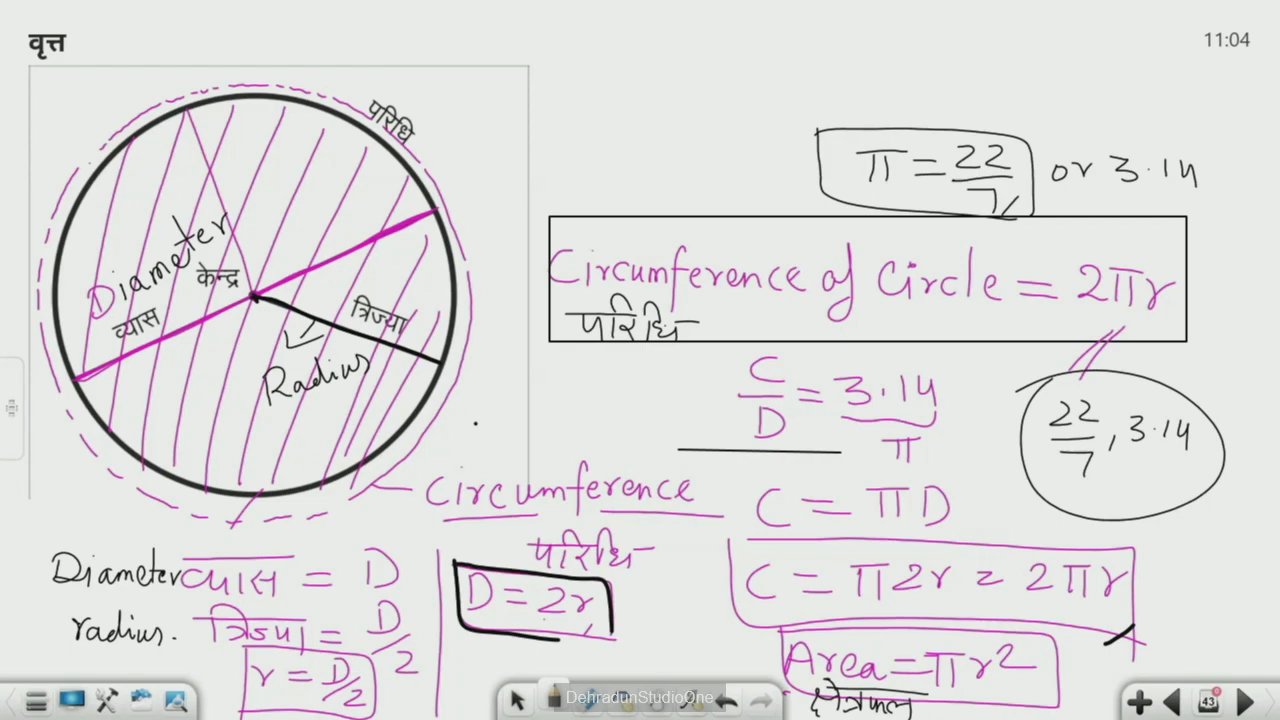 वृत्त
11:04
परिधि
π = 22/7 or 3.14
Diameter
केन्द्र
व्यास
त्रिज्या
Radius
Circumference of Circle = 2πr
परिधि
C/D = 3.14
π
22/7, 3.14
Circumference
परिधि
C = πD
Diameter व्यास = D
D = 2r
C = π2r = 2πr
radius. त्रिज्या = D/2
r = D/2
Area = πr²
क्षेत्रफल
DehradunStudioOne
43